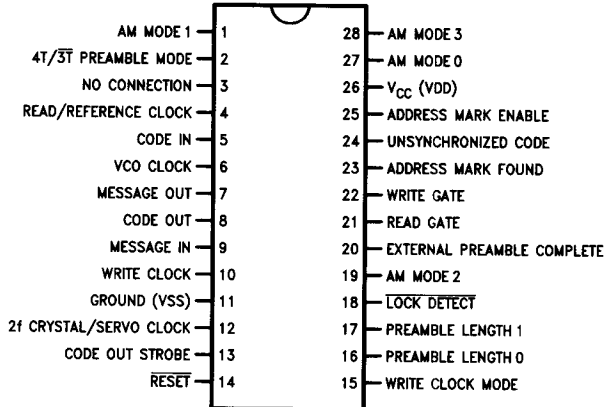 AM MODE 1 1
4T/3T PREAMBLE MODE 2
NO CONNECTION 3
READ/REFERENCE CLOCK 4
CODE IN 5
VCO CLOCK 6
MESSAGE OUT 7
CODE OUT 8
MESSAGE IN 9
WRITE CLOCK 10
GROUND (VSS) 11
2f CRYSTAL/SERVO CLOCK 12
CODE OUT STROBE 13
RESET 14
28 AM MODE 3
27 AM MODE 0
26 VCC (VDD)
25 ADDRESS MARK ENABLE
24 UNSYNCHRONIZED CODE
23 ADDRESS MARK FOUND
22 WRITE GATE
21 READ GATE
20 EXTERNAL PREAMBLE COMPLETE
19 AM MODE 2
18 LOCK DETECT
17 PREAMBLE LENGTH 1
16 PREAMBLE LENGTH 0
15 WRITE CLOCK MODE